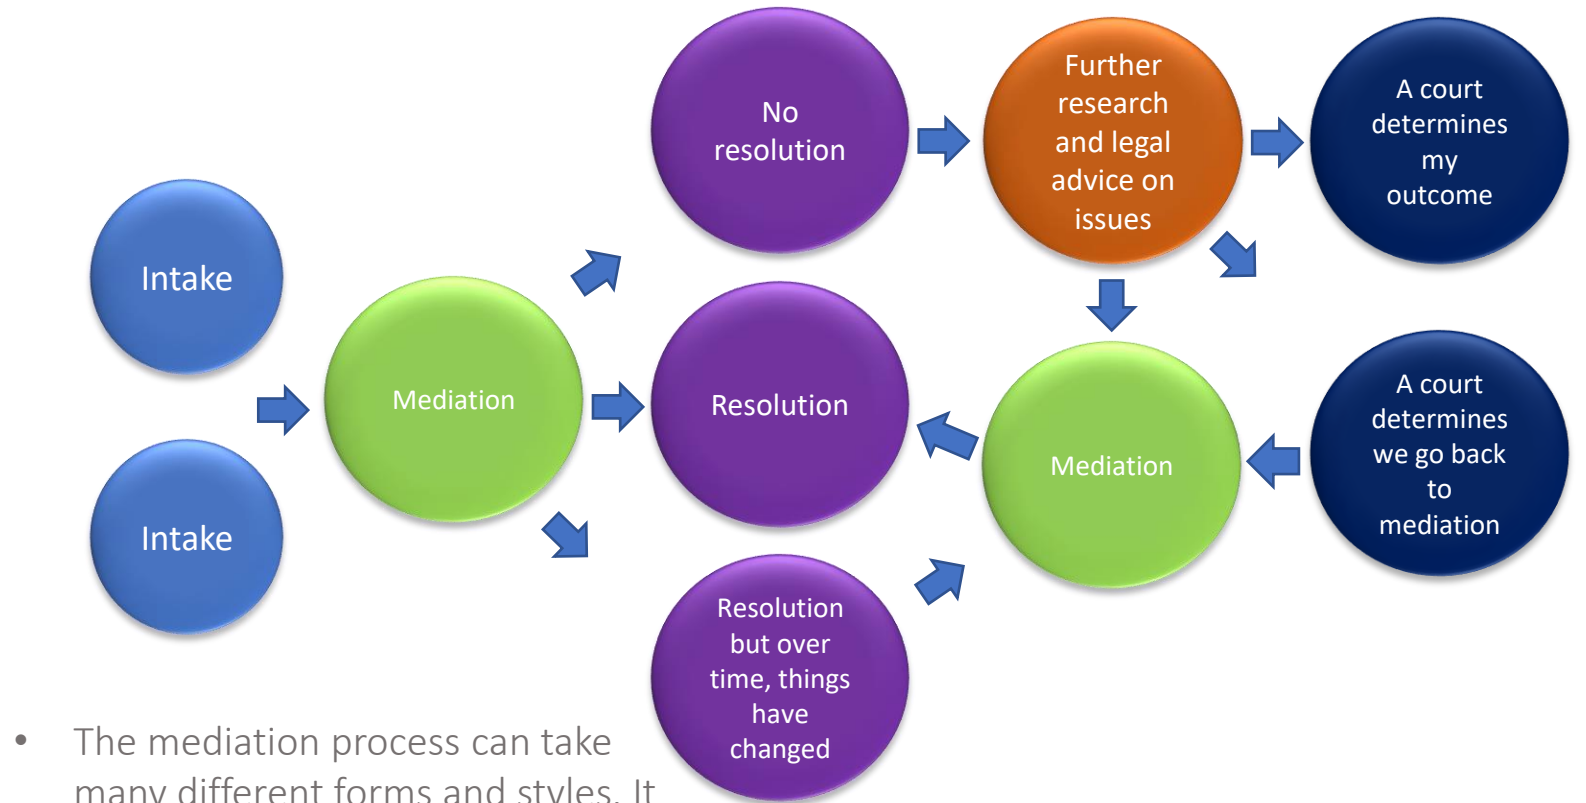 No
resolution
Further
research
and legal
advice on
issues
A court
determines
my
outcome
Intake
Mediation
Resolution
Intake
Mediation
A court
determines
we go back
to
mediation
Resolution
but over
time, things
have
changed
• The mediation process can take
many different forms and styles. It